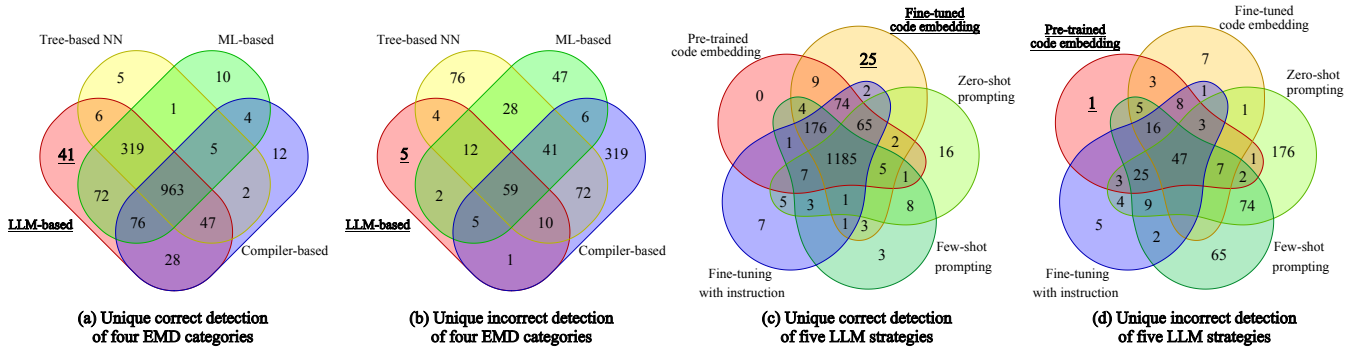 Tree-based NN
ML-based
5
10
6
1
4
41
319
5
12
72
963
2
76
47
LLM-based
Compiler-based
28
(a) Unique correct detection
of four EMD categories
Tree-based NN
ML-based
76
47
4
28
6
5
12
41
319
2
59
72
5
10
LLM-based
Compiler-based
1
(b) Unique incorrect detection
of four EMD categories
Fine-tuned
code embedding
Pre-trained
code embedding
25
Zero-shot
prompting
0
9
2
4
74
176
65
1
2
16
1185
7
5
1
5
3
1
8
7
1
3
3
Few-shot
prompting
Fine-tuning
with instruction
(c) Unique correct detection
of five LLM strategies
Fine-tuned
code embedding
Pre-trained
code embedding
7
Zero-shot
prompting
1
3
1
5
8
1
16
3
47
1
176
3
25
7
2
4
9
74
5
2
65
Few-shot
prompting
Fine-tuning
with instruction
(d) Unique incorrect detection
of five LLM strategies